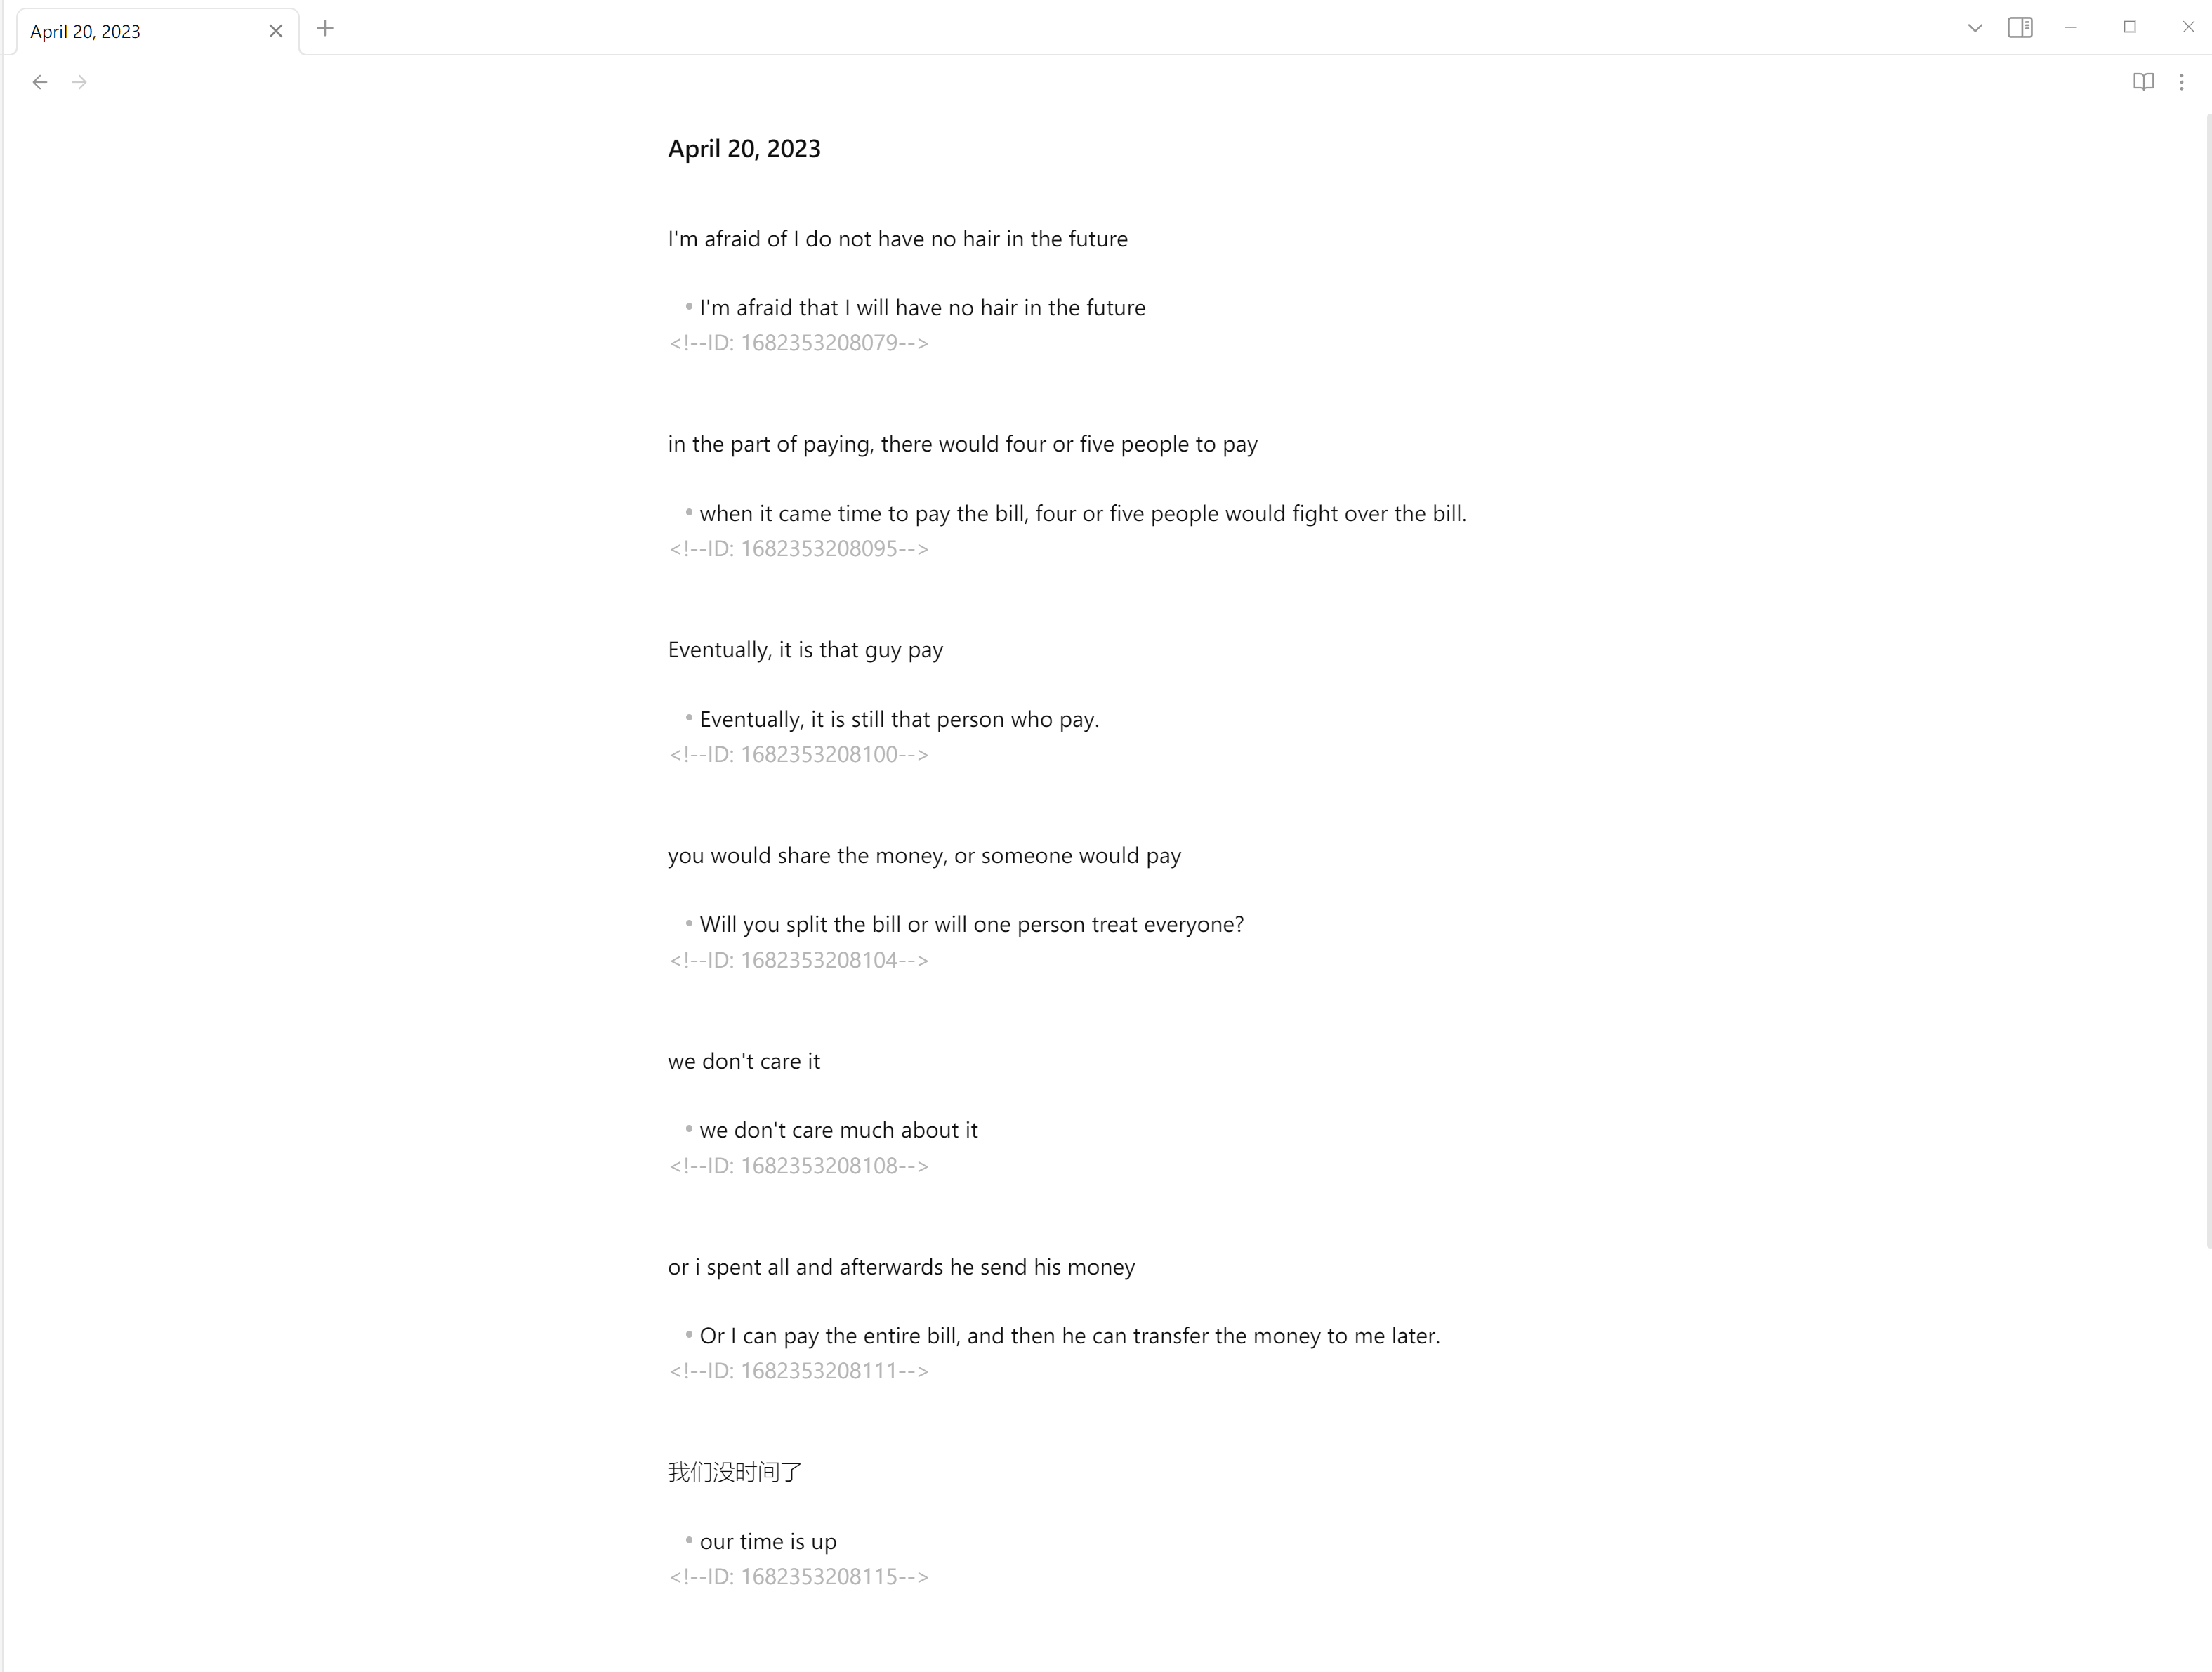 April 20, 2023
April 20, 2023
I'm afraid of I do not have no hair in the future
• I'm afraid that I will have no hair in the future
<!--ID: 1682353208079-->
in the part of paying, there would four or five people to pay
• when it came time to pay the bill, four or five people would fight over the bill.
<!--ID: 1682353208095-->
Eventually, it is that guy pay
• Eventually, it is still that person who pay.
<!--ID: 1682353208100-->
you would share the money, or someone would pay
• Will you split the bill or will one person treat everyone?
<!--ID: 1682353208104-->
we don't care it
• we don't care much about it
<!--ID: 1682353208108-->
or i spent all and afterwards he send his money
• Or I can pay the entire bill, and then he can transfer the money to me later.
<!--ID: 1682353208111-->
我们没时间了
• our time is up
<!--ID: 1682353208115-->